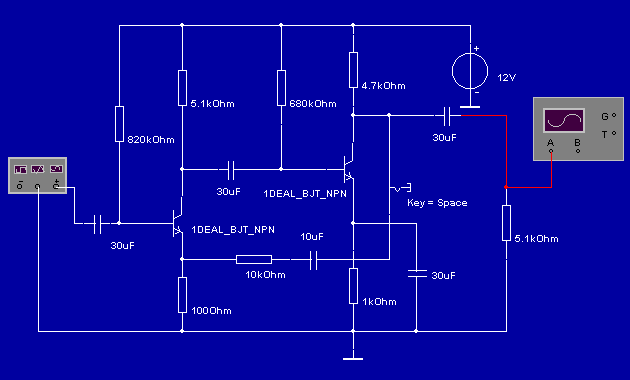 +
12V
-
4.7kOhm
5.1kOhm
680kOhm
820kOhm
30uF
G
T
A B
30uF
1DEAL_BJT_NPN
- +
Key = Space
1DEAL_BJT_NPN
10uF
5.1kOhm
30uF
10kOhm
30uF
100Ohm
1kOhm